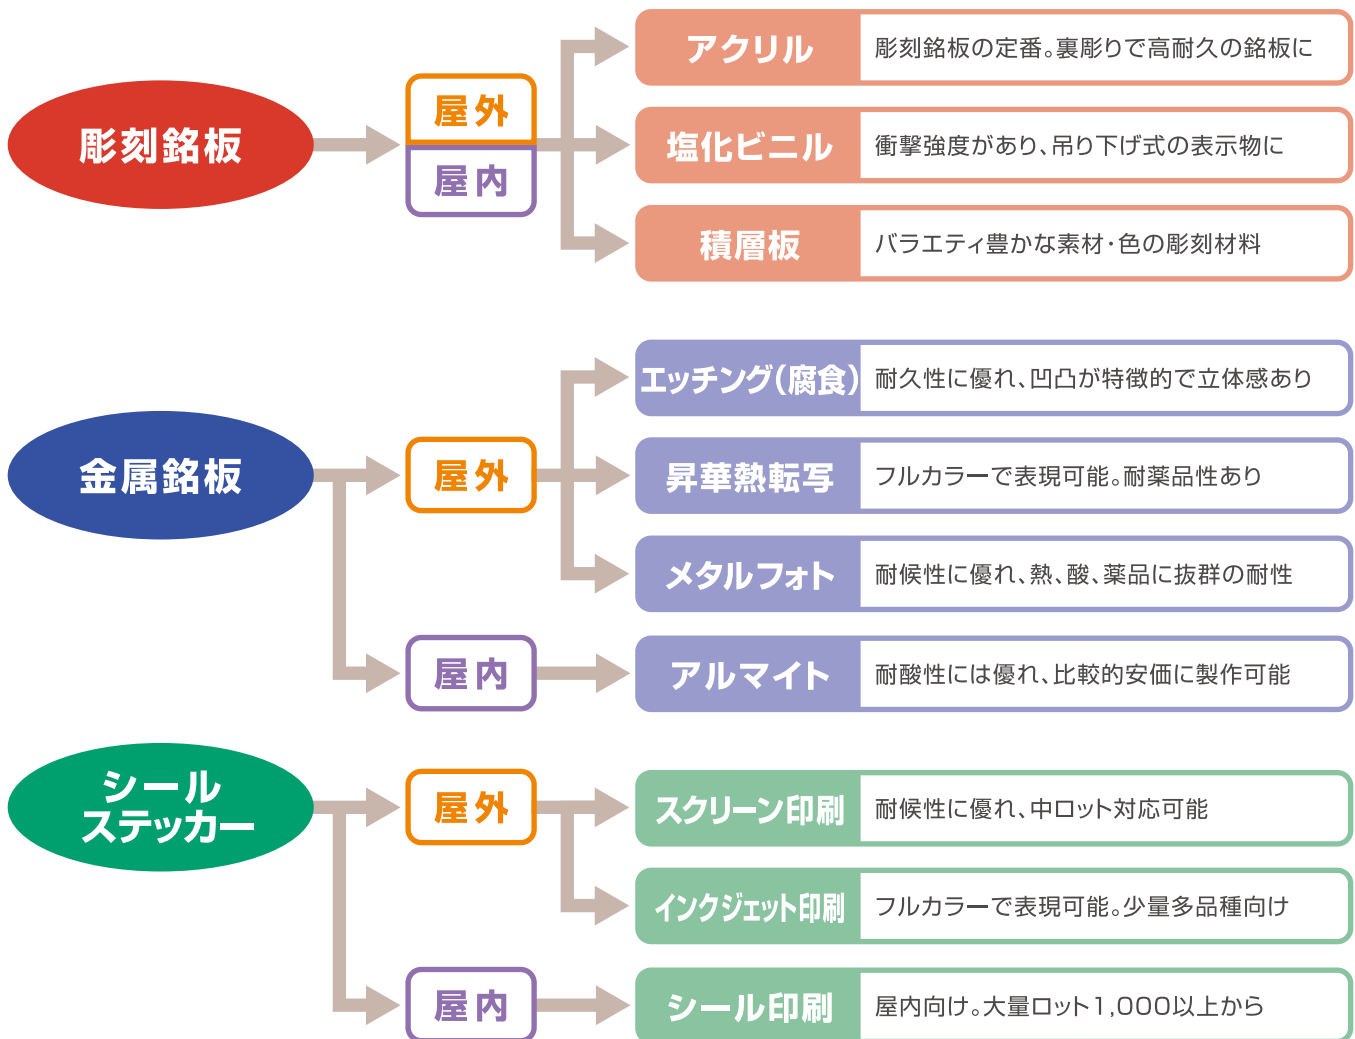 彫刻銘板
屋外
屋内
アクリル
彫刻銘板の定番。裏彫りで高耐久の銘板に
塩化ビニル
衝撃強度があり、吊り下げ式の表示物に
積層板
バラエティ豊かな素材・色の彫刻材料
金属銘板
屋外
エッチング(腐食)
耐久性に優れ、凹凸が特徴的で立体感あり
昇華熱転写
フルカラーで表現可能。耐薬品性あり
メタルフォト
耐候性に優れ、熱、酸、薬品に抜群の耐性
屋内
アルマイト
耐酸性には優れ、比較的安価に製作可能
シール
ステッカー
屋外
スクリーン印刷
耐候性に優れ、中ロット対応可能
インクジェット印刷
フルカラーで表現可能。少量多品種向け
屋内
シール印刷
屋内向け。大量ロット1,000以上から